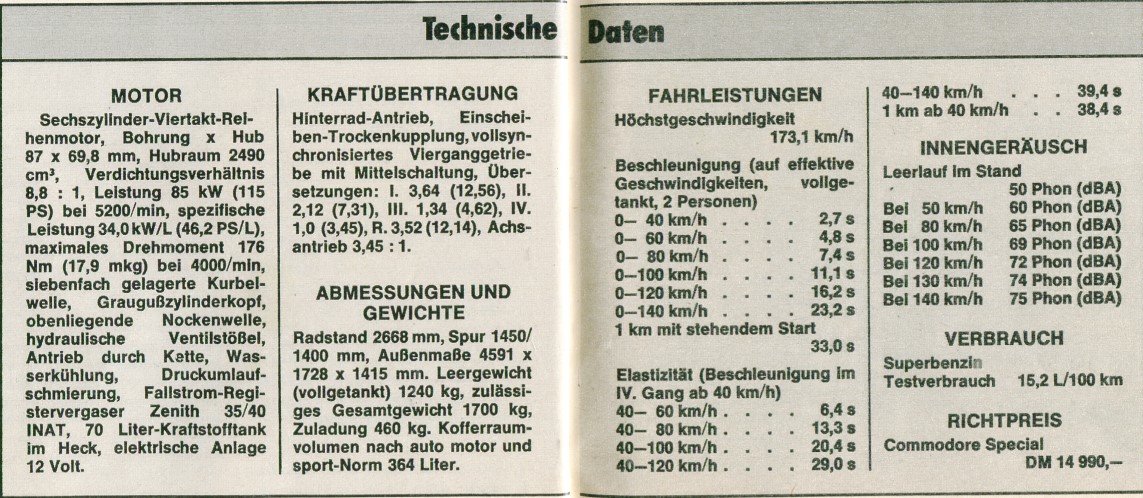 Technische Daten
MOTOR
Sechszylinder-Viertakt-Rei-
henmotor, Bohrung x Hub
87 x 69,8 mm, Hubraum 2490
cm³, Verdichtungsverhältnis
8,8 : 1, Leistung 85 kW (115
PS) bei 5200/min, spezifische
Leistung 34,0 kW/L (46,2 PS/L),
maximales Drehmoment 176
Nm (17,9 mkg) bei 4000/min,
siebenfach gelagerte Kurbel-
welle, Graugußzylinderkopf,
obenliegende Nockenwelle,
hydraulische Ventilstößel,
Antrieb durch Kette, Was-
serkühlung, Druckumlauf-
schmierung, Fallstrom-Regi-
stervergaser Zenith 35/40
INAT, 70 Liter-Kraftstofftank
im Heck, elektrische Anlage
12 Volt.
KRAFTÜBERTRAGUNG
Hinterrad-Antrieb, Einschei-
ben-Trockenkupplung, vollsyn-
chronisiertes Vierganggetrie-
be mit Mittelschaltung, Über-
setzungen: I. 3,64 (12,56), II.
2,12 (7,31), III. 1,34 (4,62), IV.
1,0 (3,45), R. 3,52 (12,14), Achs-
antrieb 3,45 : 1.
ABMESSUNGEN UND
GEWICHTE
Radstand 2668 mm, Spur 1450/
1400 mm, Außenmaße 4591 x
1728 x 1415 mm. Leergewicht
(vollgetankt) 1240 kg, zulässi-
ges Gesamtgewicht 1700 kg,
Zuladung 460 kg. Kofferraum-
volumen nach auto motor und
sport-Norm 364 Liter.
FAHRLEISTUNGEN
Höchstgeschwindigkeit
173,1 km/h
Beschleunigung (auf effektive
Geschwindigkeiten, vollge-
tankt, 2 Personen)
0— 40 km/h . . . . 2,7 s
0— 60 km/h . . . . 4,8 s
0— 80 km/h . . . . 7,4 s
0—100 km/h . . . . 11,1 s
0—120 km/h . . . . 16,2 s
0—140 km/h . . . . 23,2 s
1 km mit stehendem Start
33,0 s
Elastizität (Beschleunigung im
IV. Gang ab 40 km/h)
40— 60 km/h . . . . 6,4 s
40— 80 km/h . . . . 13,3 s
40—100 km/h . . . . 20,4 s
40—120 km/h . . . . 29,0 s
40—140 km/h . . . 39,4 s
1 km ab 40 km/h . . 38,4 s
INNENGERÄUSCH
Leerlauf im Stand
50 Phon (dBA)
Bei 50 km/h 60 Phon (dBA)
Bei 80 km/h 65 Phon (dBA)
Bei 100 km/h 69 Phon (dBA)
Bei 120 km/h 72 Phon (dBA)
Bei 130 km/h 74 Phon (dBA)
Bei 140 km/h 75 Phon (dBA)
VERBRAUCH
Superbenzin
Testverbrauch 15,2 L/100 km
RICHTPREIS
Commodore Special
DM 14 990,—